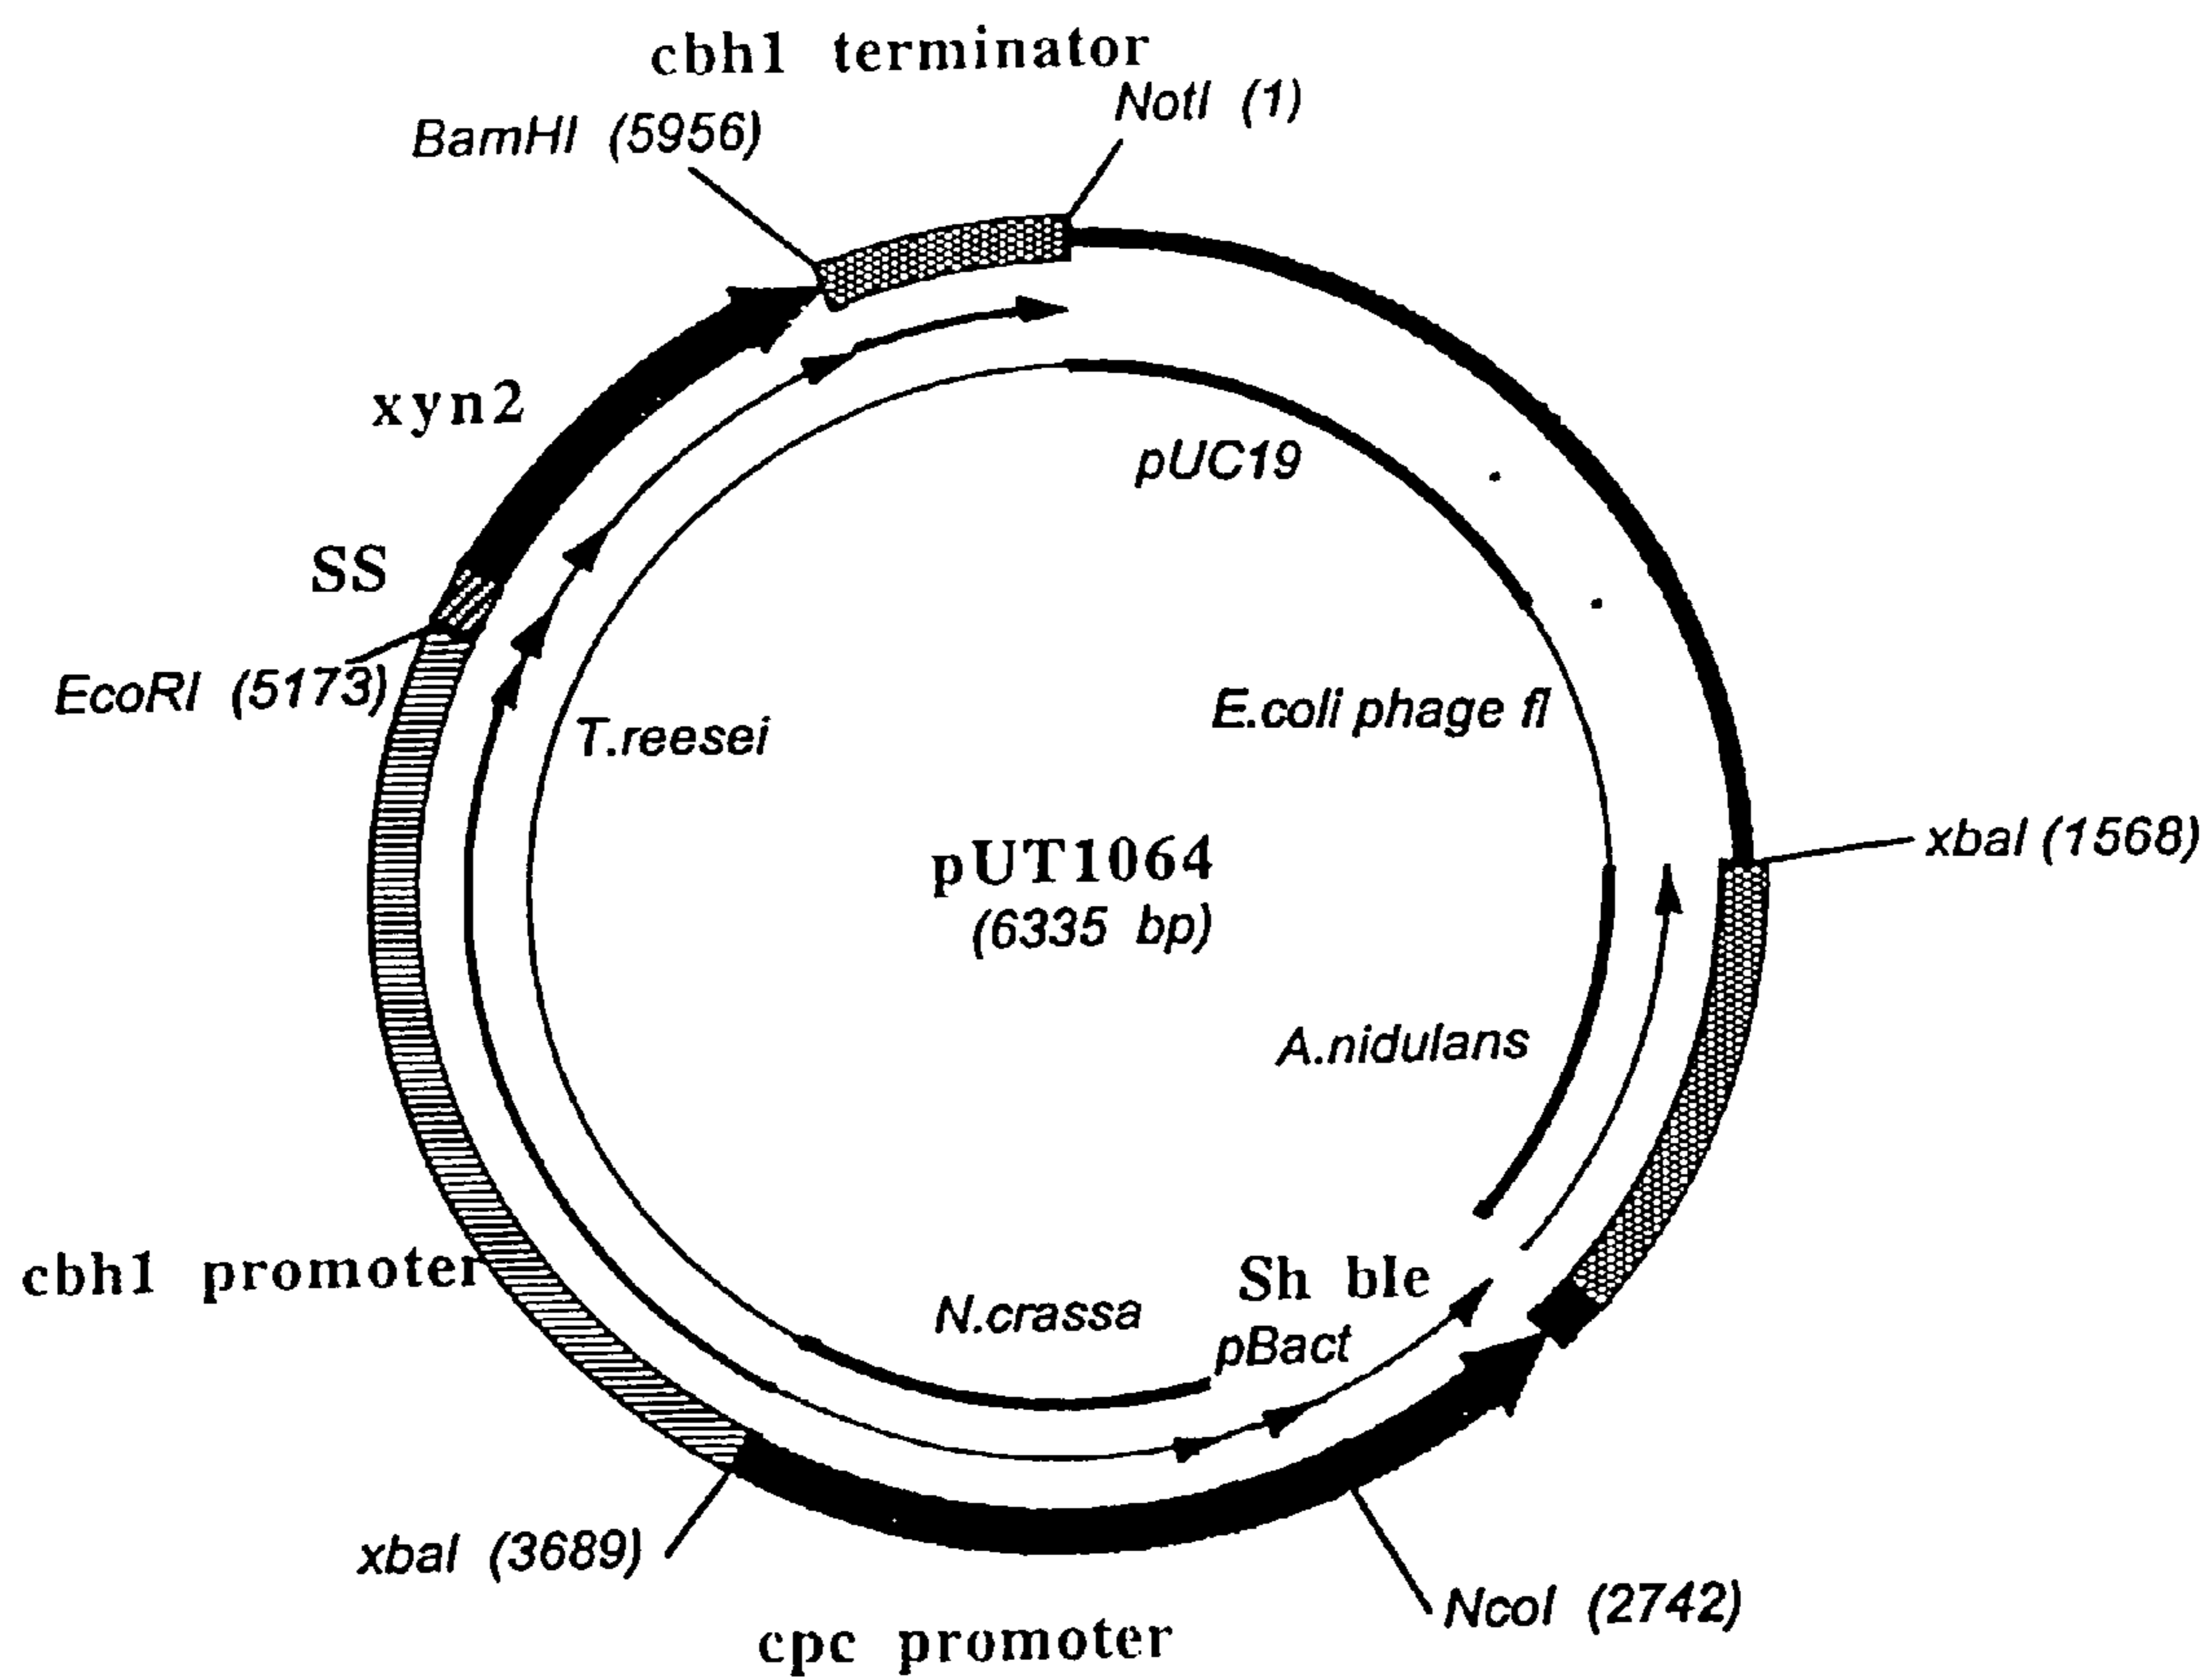 cbh1 terminator
NotI (1)
BamHI (5956)
xyn2
pUC19
SS
EcoRI (5173)
T.reesei
E.coli phage fl
pUT1064
(6335 bp)
xbaI (1568)
A.nidulans
cbh1 promoter
Sh ble
N.crassa
pBact
xbaI (3689)
NcoI (2742)
cpc promoter